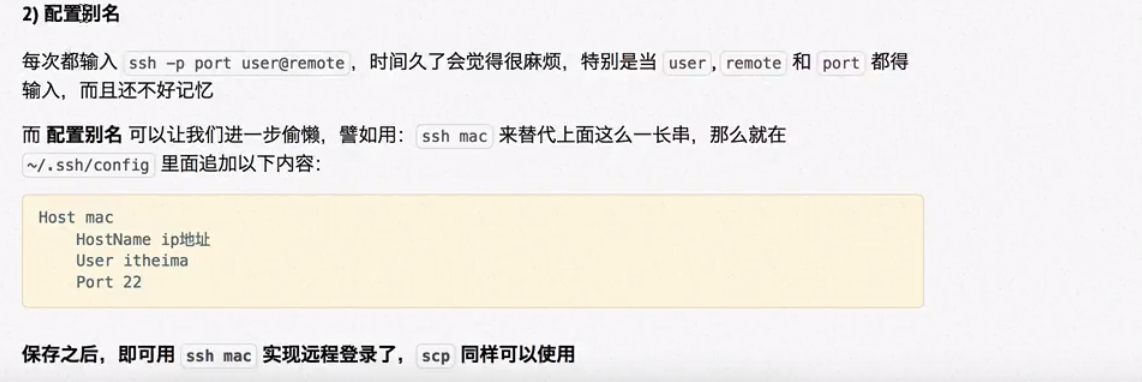 2) 配置别名
每次都输入 ssh -p port user@remote，时间久了会觉得很麻烦，特别是当 user, remote 和 port 都得
输入，而且还不好记忆
而 配置别名 可以让我们进一步偷懒，譬如用：ssh mac 来替代上面这么一长串，那么就在
~/.ssh/config 里面追加以下内容：
Host mac
HostName ip地址
User itheima
Port 22
保存之后，即可用 ssh mac 实现远程登录了，scp 同样可以使用